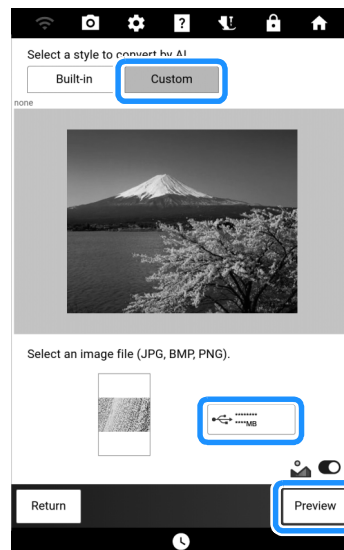 ?
Select a style to convert by AI
Built-in
Custom
none
Select an image file (JPG, BMP, PNG).
********
****MB
Return
Preview